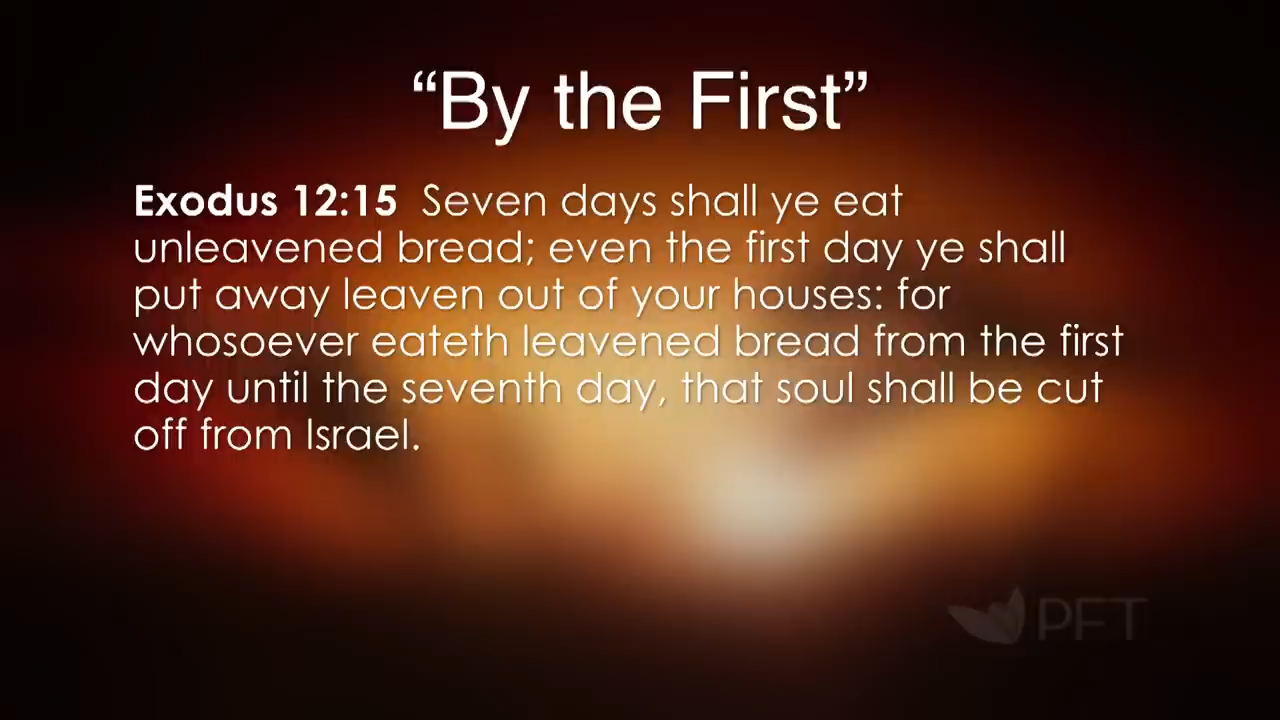 “By the First”
Exodus 12:15 Seven days shall ye eat
unleavened bread; even the first day ye shall
put away leaven out of your houses: for
whosoever eateth leavened bread from the first
day until the seventh day, that soul shall be cut
off from Israel.
PFT